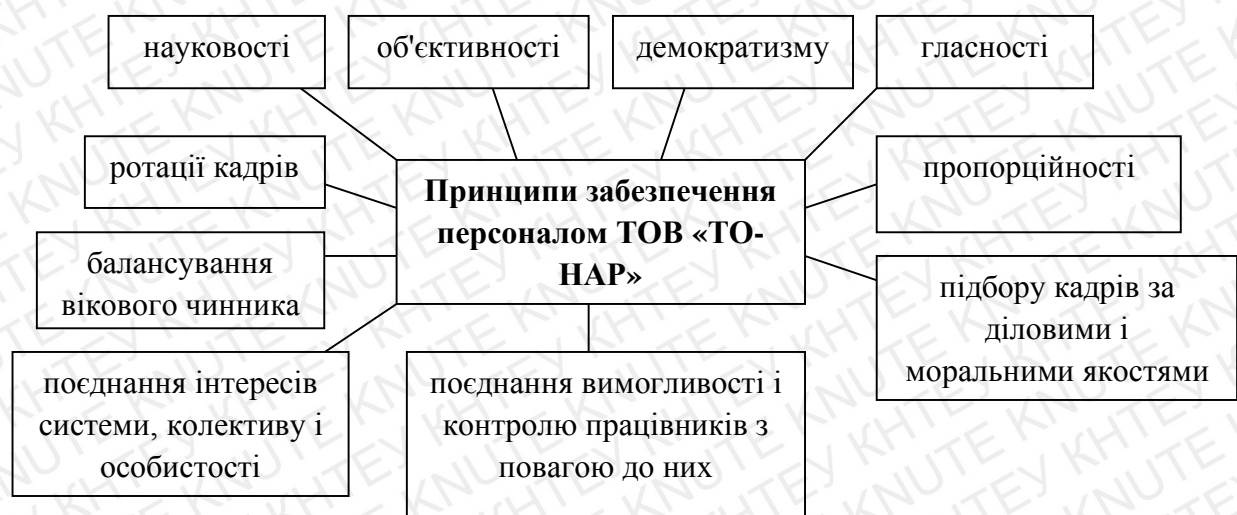 науковості
об'єктивності
демократизму
гласності
ротації кадрів
Принципи забезпечення
персоналом ТОВ «ТО-
НАР»
пропорційності
балансування
вікового чинника
підбору кадрів за
діловими і
моральними якостями
поєднання інтересів
системи, колективу і
особистості
поєднання вимогливості і
контролю працівників з
повагою до них